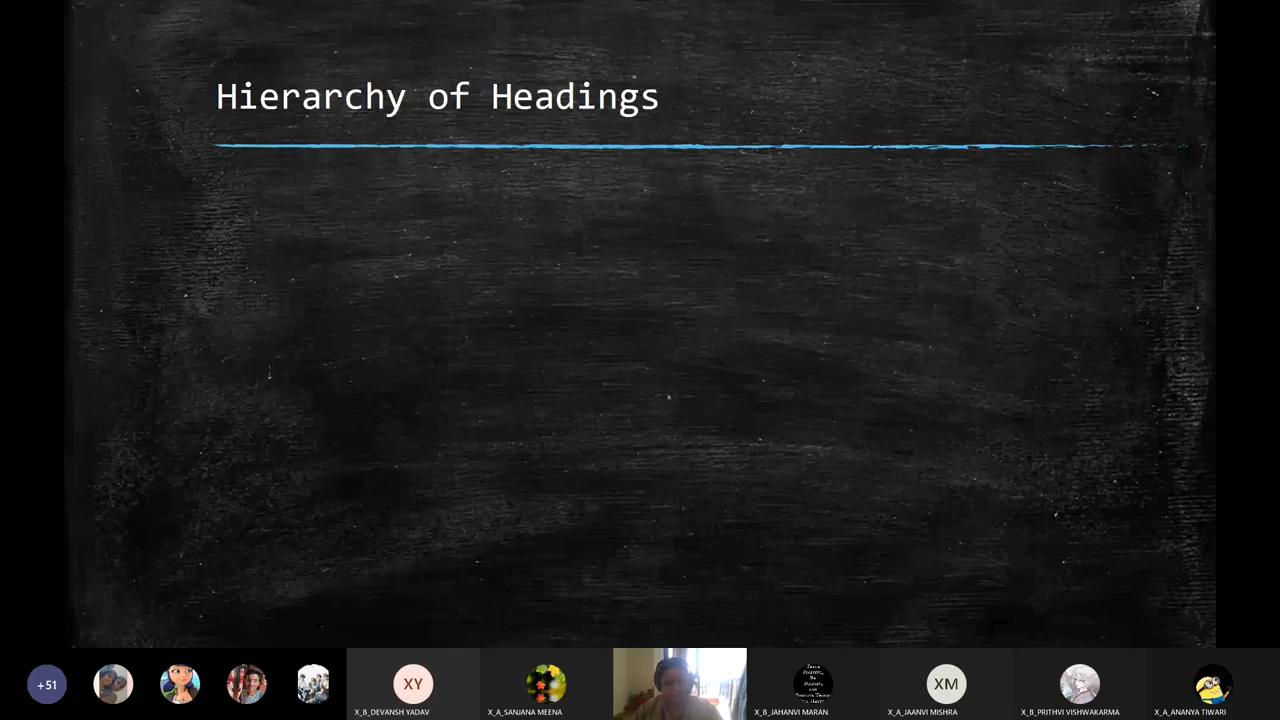 Hierarchy of Headings
+51
XY
X_B_DEVANSH YADAV
X_A_SANJANA MEENA
X_B_JAHANVI MARAN
XM
X_A_JAANVI MISHRA
X_B_PRITHVI VISHWAKARMA
X_A_ANANYA TIWARI